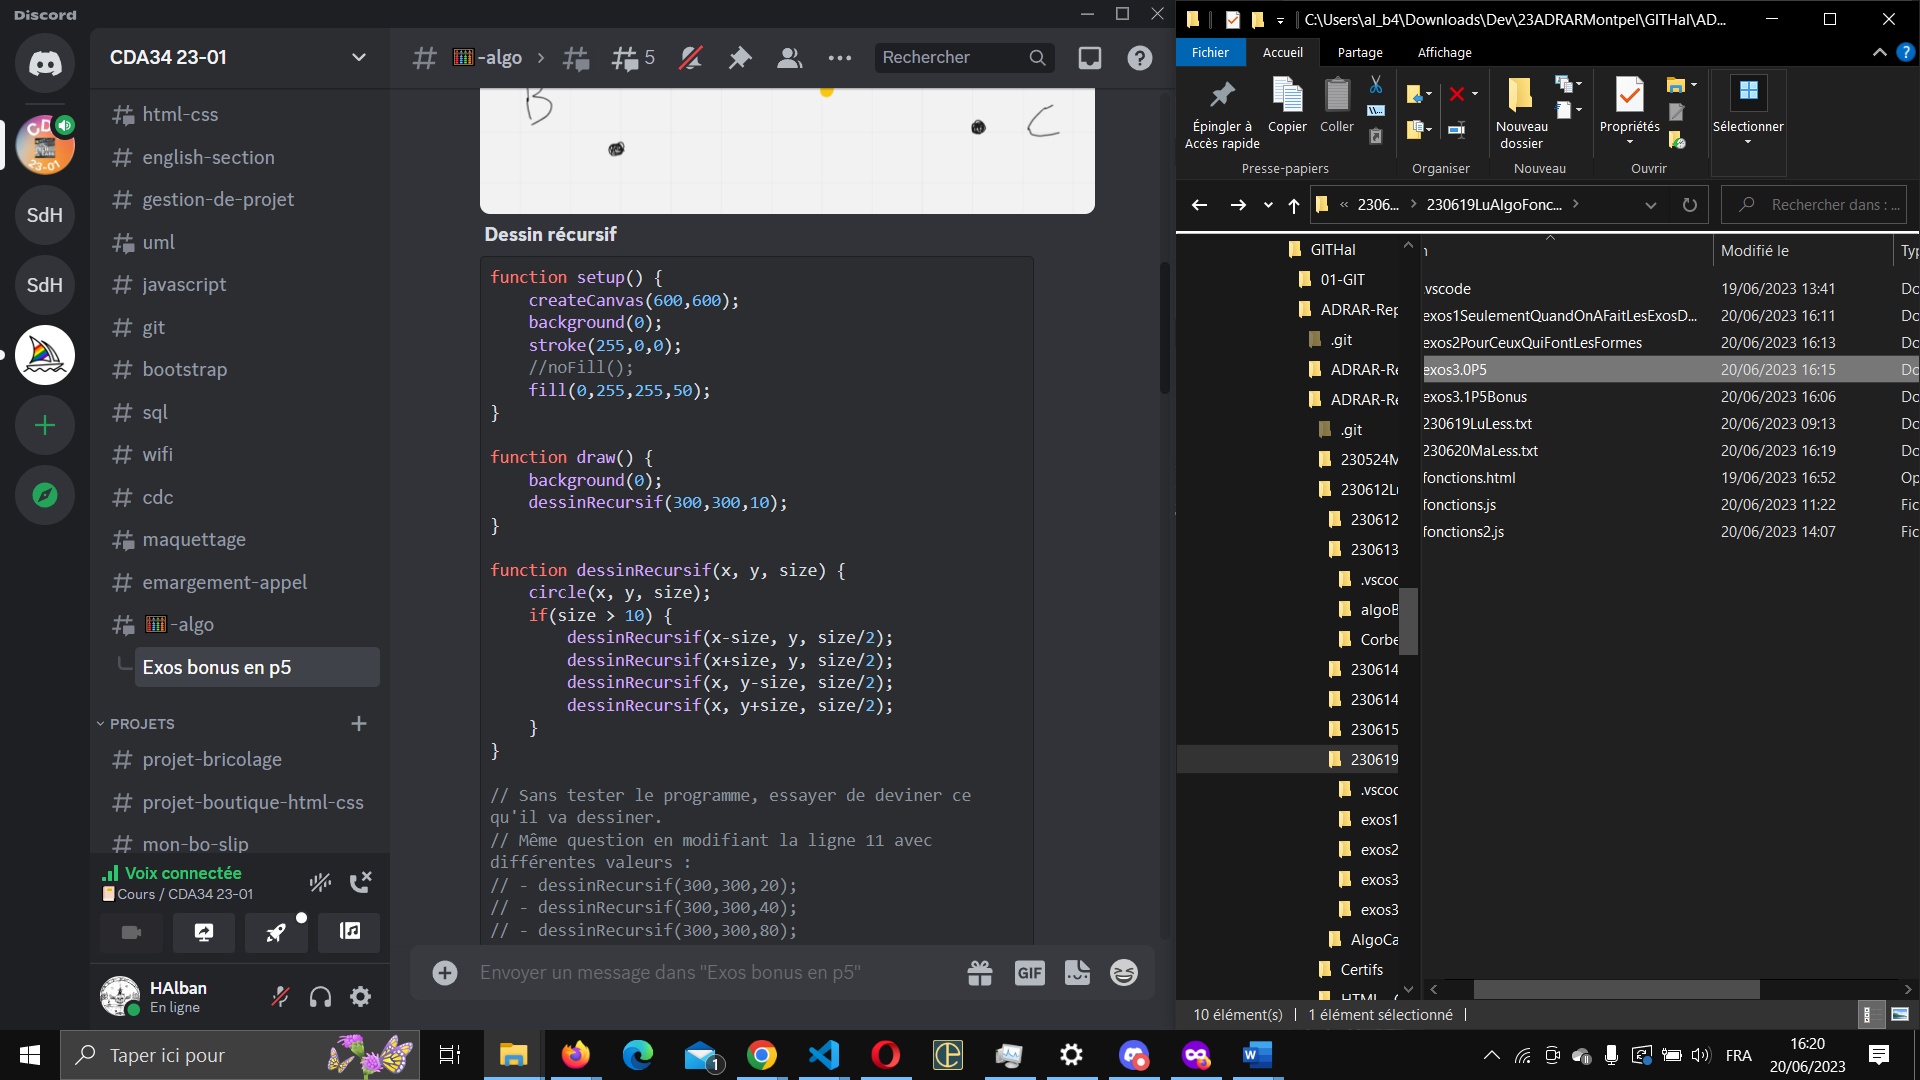 Discord
CDA34 23-01
html-css
english-section
gestion-de-projet
uml
javascript
git
bootstrap
sql
wifi
cdc
maquettage
emargement-appel
-algo
Exos bonus en p5
PROJETS
projet-bricolage
projet-boutique-html-css
mon-bo-slip
Voix connectée
Cours / CDA34 23-01
HAlban
En ligne
SdH
SdH
CD
23-01
-algo
5
Rechercher
B
C
Dessin récursif
function setup() {
createCanvas(600,600);
background(0);
stroke(255,0,0);
//noFill();
fill(0,255,255,50);
}
function draw() {
background(0);
dessinRecursif(300,300,10);
}
function dessinRecursif(x, y, size) {
circle(x, y, size);
if(size > 10) {
dessinRecursif(x-size, y, size/2);
dessinRecursif(x+size, y, size/2);
dessinRecursif(x, y-size, size/2);
dessinRecursif(x, y+size, size/2);
}
}
// Sans tester le programme, essayer de deviner ce
qu'il va dessiner.
// Même question en modifiant la ligne 11 avec
différentes valeurs :
// - dessinRecursif(300,300,20);
// - dessinRecursif(300,300,40);
// - dessinRecursif(300,300,80);
Envoyer un message dans "Exos bonus en p5"
GIF
C:\Users\al_b4\Downloads\Dev\23ADRARMontpel\GITHal\AD...
Fichier
Accueil
Partage
Affichage
Épingler à
Accès rapide
Copier
Coller
Presse-papiers
Organiser
Nouveau
dossier
Nouveau
Propriétés
Ouvrir
Sélectionner
« 2306... > 230619LuAlgoFonc... >
Rechercher dans : ...
GITHal
01-GIT
ADRAR-Rep
.git
ADRAR-Re
ADRAR-Re
.git
230524M
230612Lu
230612
230613
.vscod
algoB
Corbe
230614
230614
230615
230619
.vscod
exos1
exos2
exos3
exos3
AlgoCa
Certifs
Modifié le
Typ
.vscode 19/06/2023 13:41 Do
exos1SeulementQuandOnAFaitLesExosD... 20/06/2023 16:11 Do
exos2PourCeuxQuiFontLesFormes 20/06/2023 16:13 Do
exos3.0P5 20/06/2023 16:15 Do
exos3.1P5Bonus 20/06/2023 16:06 Do
230619LuLess.txt 19/06/2023 09:13 Do
230620MaLess.txt 20/06/2023 16:19 Do
fonctions.html 19/06/2023 16:52 Op
fonctions.js 20/06/2023 11:22 Fic
fonctions2.js 20/06/2023 14:07 Fic
10 élément(s)
1 élément sélectionné
Taper ici pour
1
FRA
16:20
20/06/2023